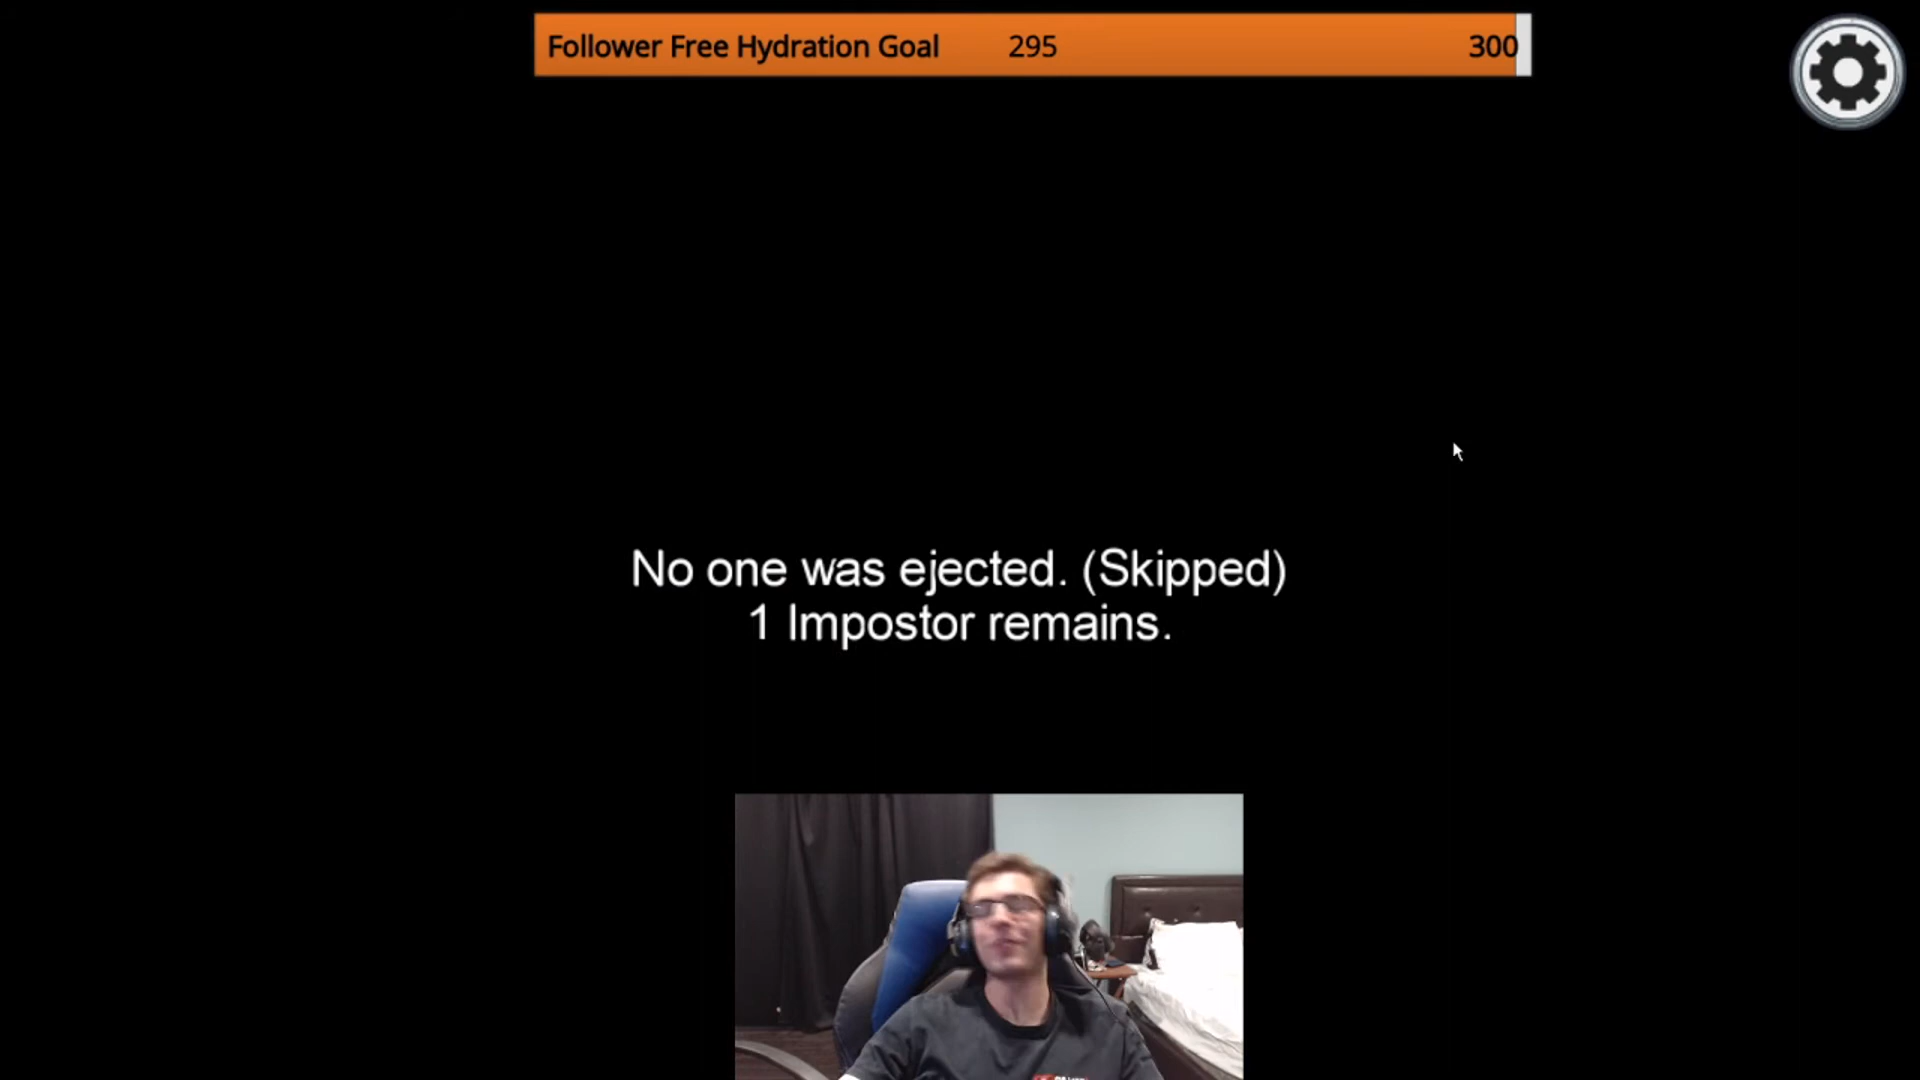 Follower Free Hydration Goal 295 300
No one was ejected. (Skipped)
1 Impostor remains.